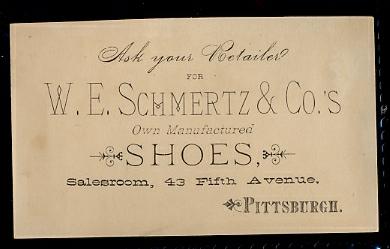 Ask your Retailer
FOR
W. E. SCHMERTZ & CO.'S
Own Manufactured
SHOES,
Salesroom, 43 Fifth Avenue.
PITTSBURGH.